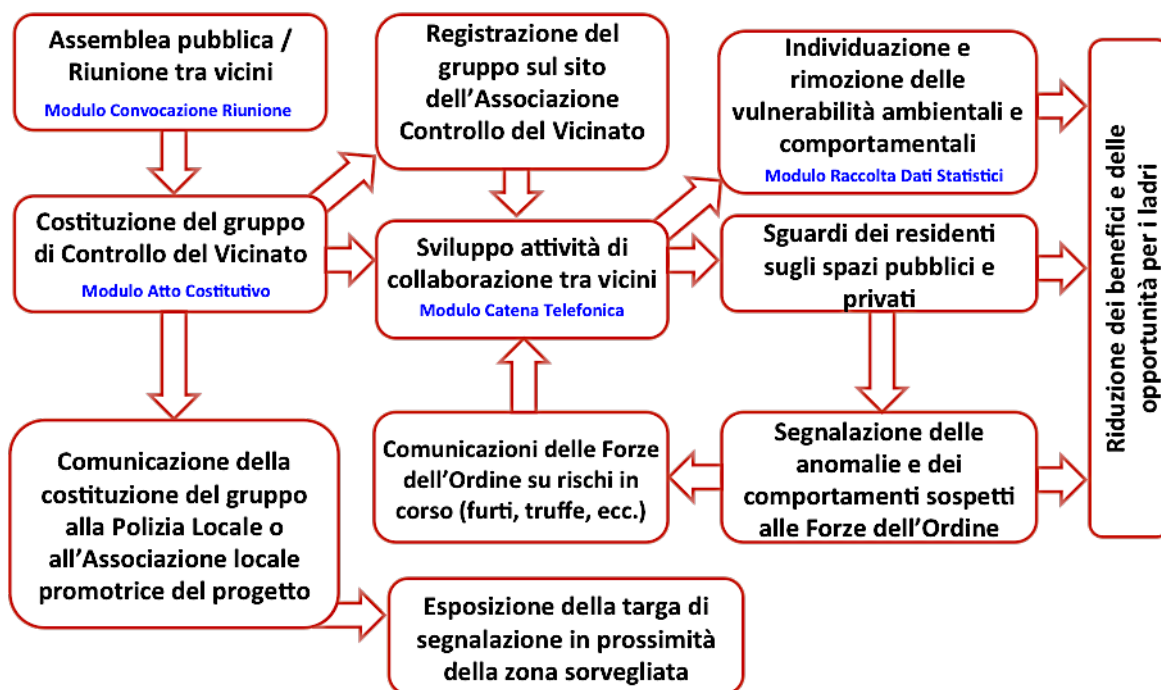 Assemblea pubblica /
Riunione tra vicini
Modulo Convocazione Riunione
Registrazione del
gruppo sul sito
dell'Associazione
Controllo del Vicinato
Individuazione e
rimozione delle
vulnerabilità ambientali e
comportamentali
Modulo Raccolta Dati Statistici
Costituzione del gruppo
di Controllo del Vicinato
Modulo Atto Costitutivo
Sviluppo attività di
collaborazione tra vicini
Modulo Catena Telefonica
Sguardi dei residenti
sugli spazi pubblici e
privati
Riduzione dei benefici e delle
opportunità per i ladri
Comunicazione della
costituzione del gruppo
alla Polizia Locale o
all'Associazione locale
promotrice del progetto
Comunicazioni delle Forze
dell'Ordine su rischi in
corso (furti, truffe, ecc.)
Segnalazione delle
anomalie e dei
comportamenti sospetti
alle Forze dell'Ordine
Esposizione della targa di
segnalazione in prossimità
della zona sorvegliata